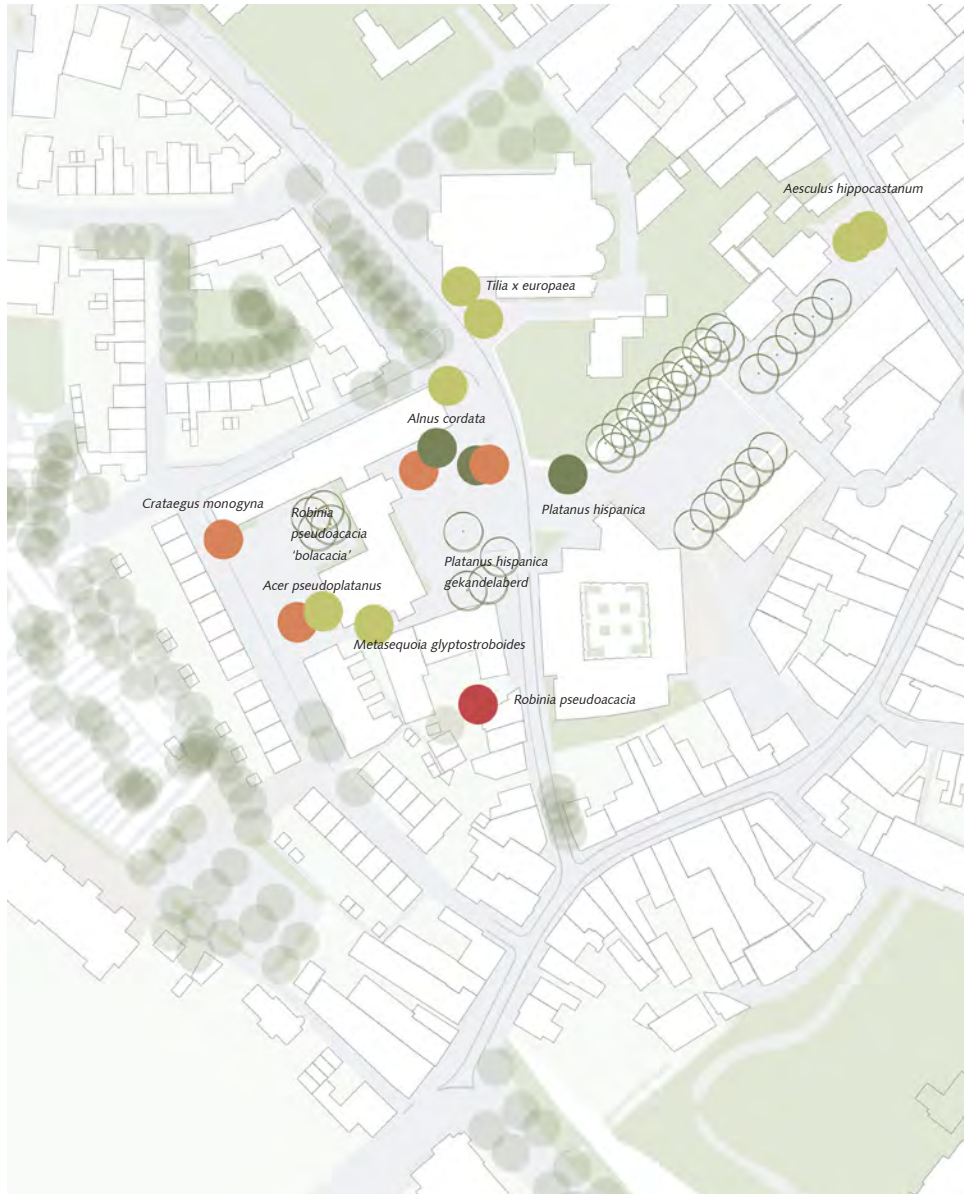 Aesculus hippocastanum
Tilia x europaea
Alnus cordata
Crataegus monogyna
Robinia
pseudoacacia
'bolacacia'
Platanus hispanica
Platanus hispanica
gekandelaberd
Acer pseudoplatanus
Metasequoia glyptostroboides
Robinia pseudoacacia